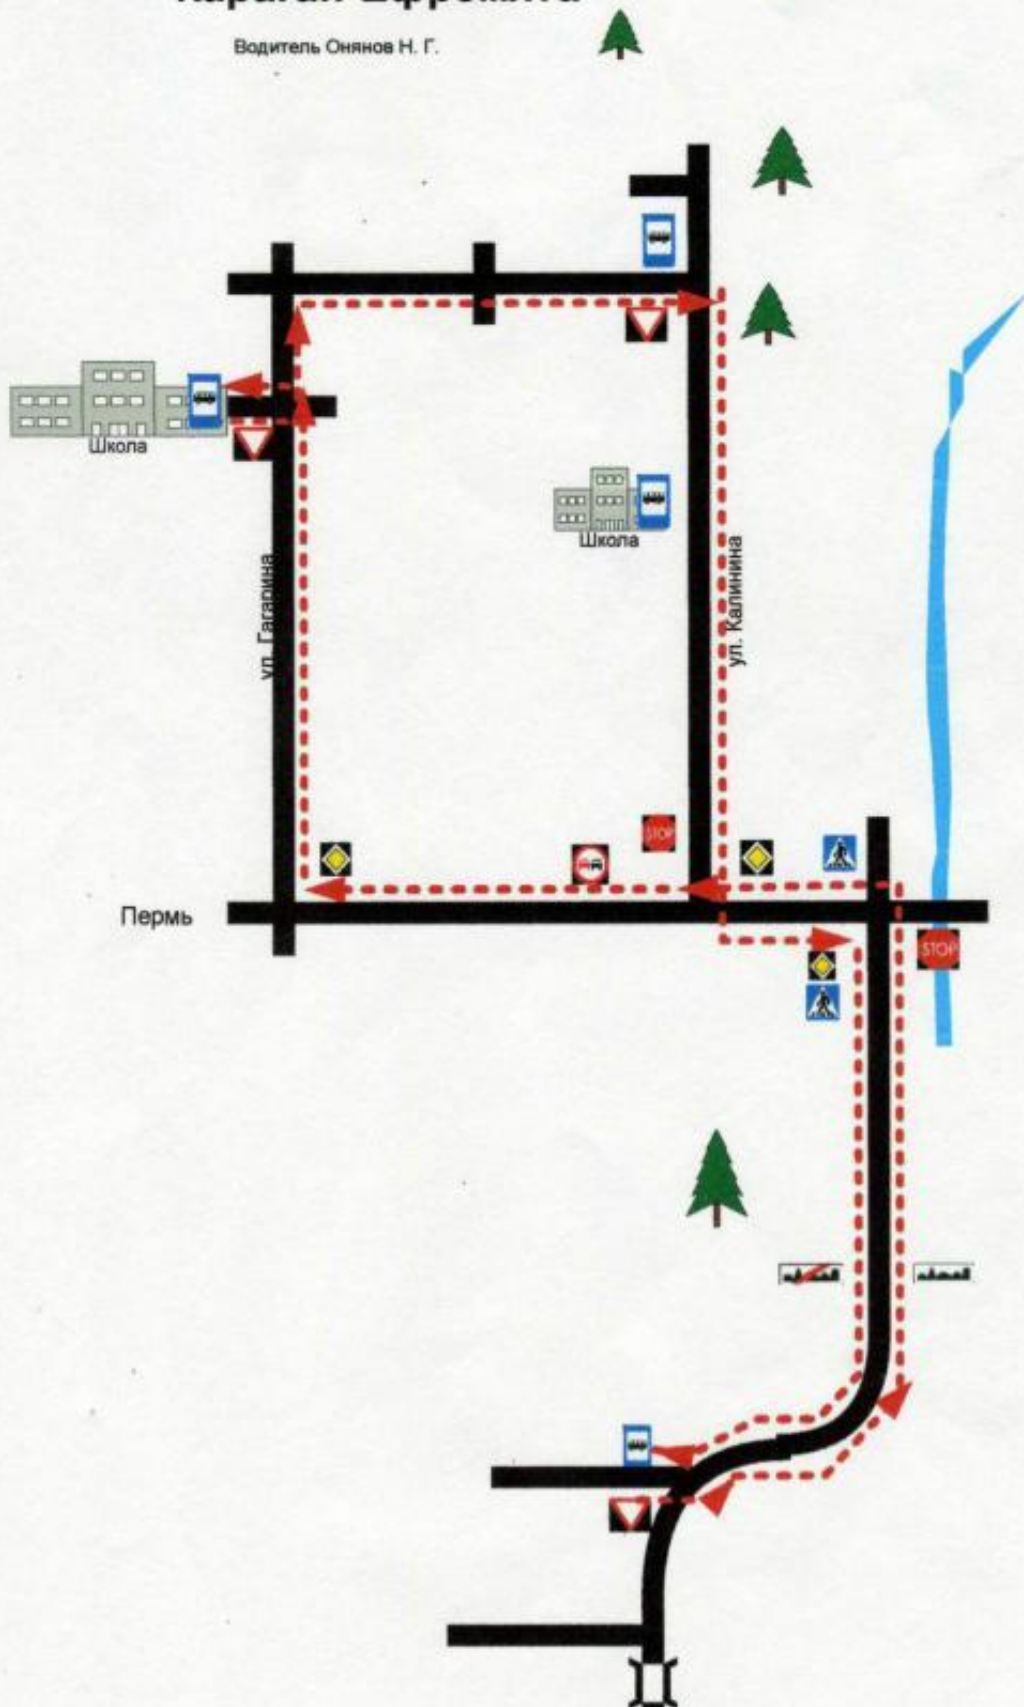 Водитель Онянов Н. Г.
Школа
Школа
ул. Гагарина
ул. Калинина
STOP
Пермь
STOP